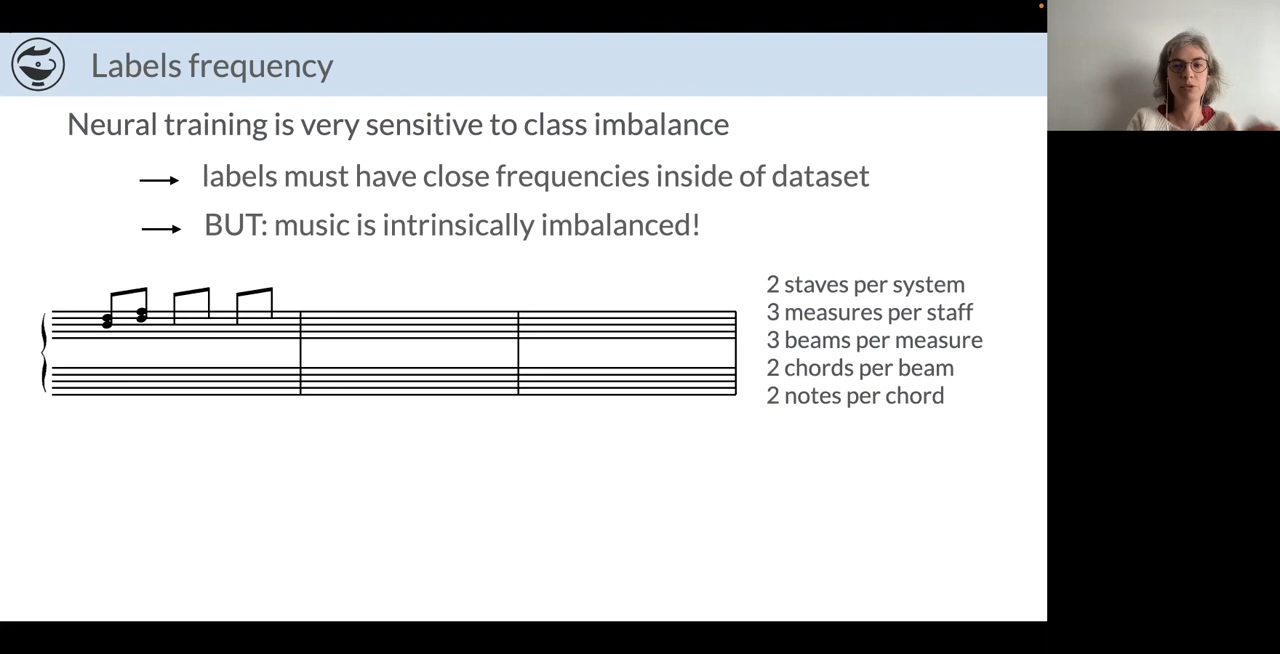 Labels frequency
Neural training is very sensitive to class imbalance
labels must have close frequencies inside of dataset
BUT: music is intrinsically imbalanced!
2 staves per system
3 measures per staff
3 beams per measure
2 chords per beam
2 notes per chord